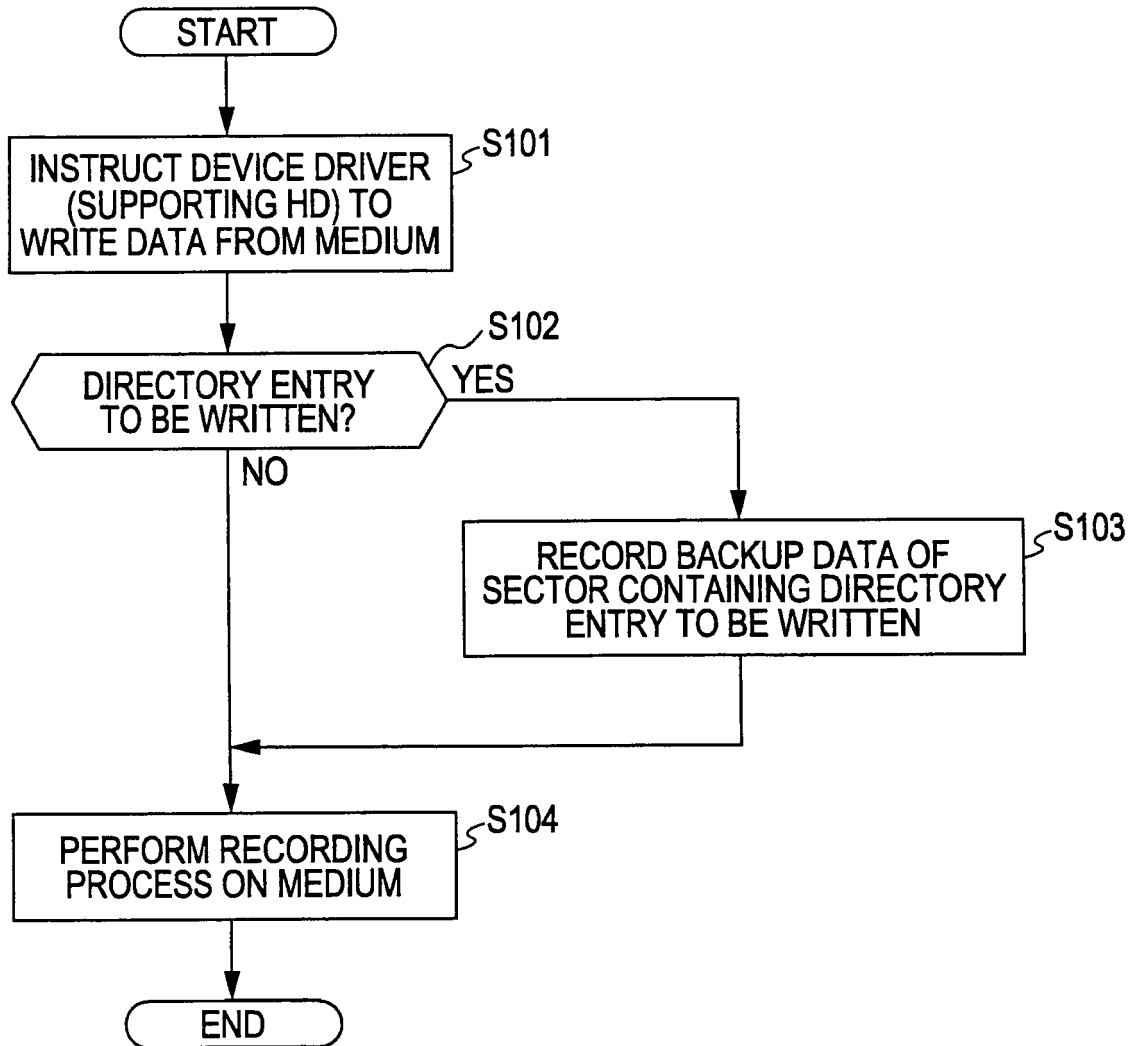 START
S101
INSTRUCT DEVICE DRIVER
(SUPPORTING HD) TO
WRITE DATA FROM MEDIUM
S102
DIRECTORY ENTRY
TO BE WRITTEN?
YES
NO
S103
RECORD BACKUP DATA OF
SECTOR CONTAINING DIRECTORY
ENTRY TO BE WRITTEN
S104
PERFORM RECORDING
PROCESS ON MEDIUM
END